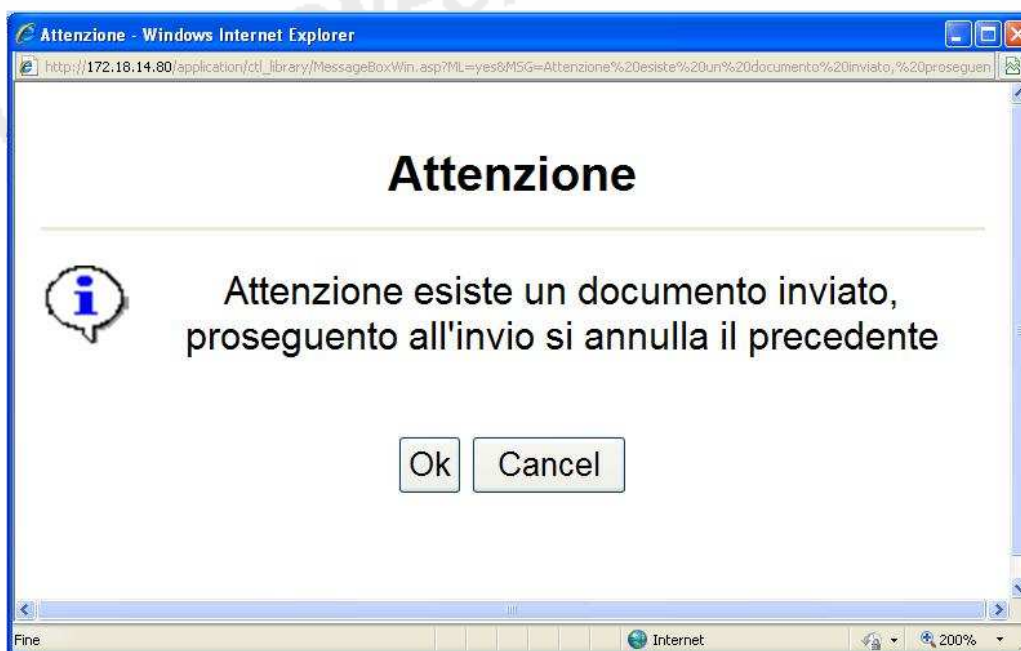 Attenzione - Windows Internet Explorer
http://172.18.14.80/application/ctl_library/MessageBoxWin.asp?ML=yes&MSG=Attenzione%20esiste%20un%20documento%20inviato,%20proseguen
Attenzione
i
Attenzione esiste un documento inviato,
proseguento all'invio si annulla il precedente
Ok Cancel
Fine Internet 200%